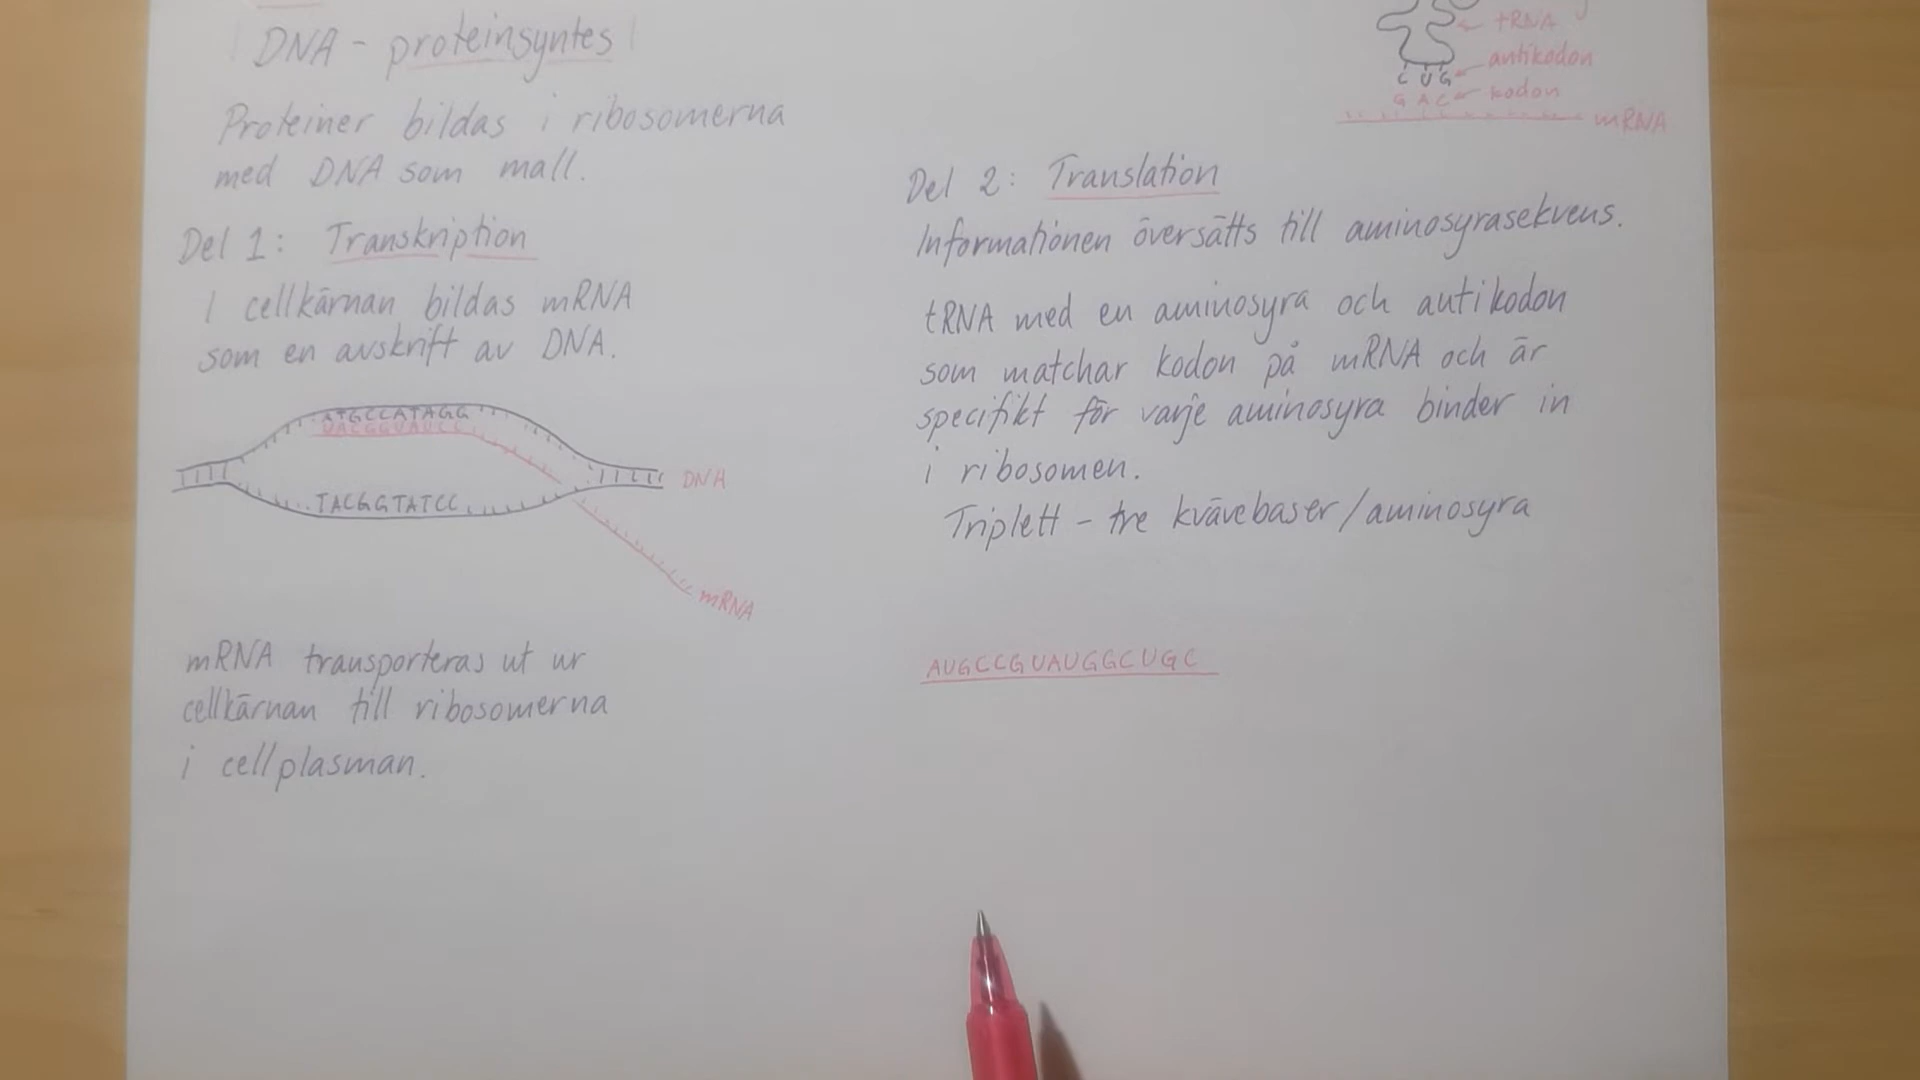 DNA - proteinsyntes
Proteiner bildas i ribosomerna
med DNA som mall.
Del 1: Transkription
I cellkärnan bildas mRNA
som en avskrift av DNA.
ATGCCATAGG
UACGGUAUCC
DNA
TACGGTATCC
mRNA
mRNA transporteras ut ur
cellkärnan till ribosomerna
i cellplasman.
tRNA
antikodon
C U G
G A C
kodon
mRNA
Del 2: Translation
Informationen översätts till aminosyrasekvens.
tRNA med en aminosyra och antikodon
som matchar kodon på mRNA och är
specifikt för varje aminosyra binder in
i ribosomen.
Triplett - tre kvävebaser/aminosyra
AUGCCGUAUGGCUGC